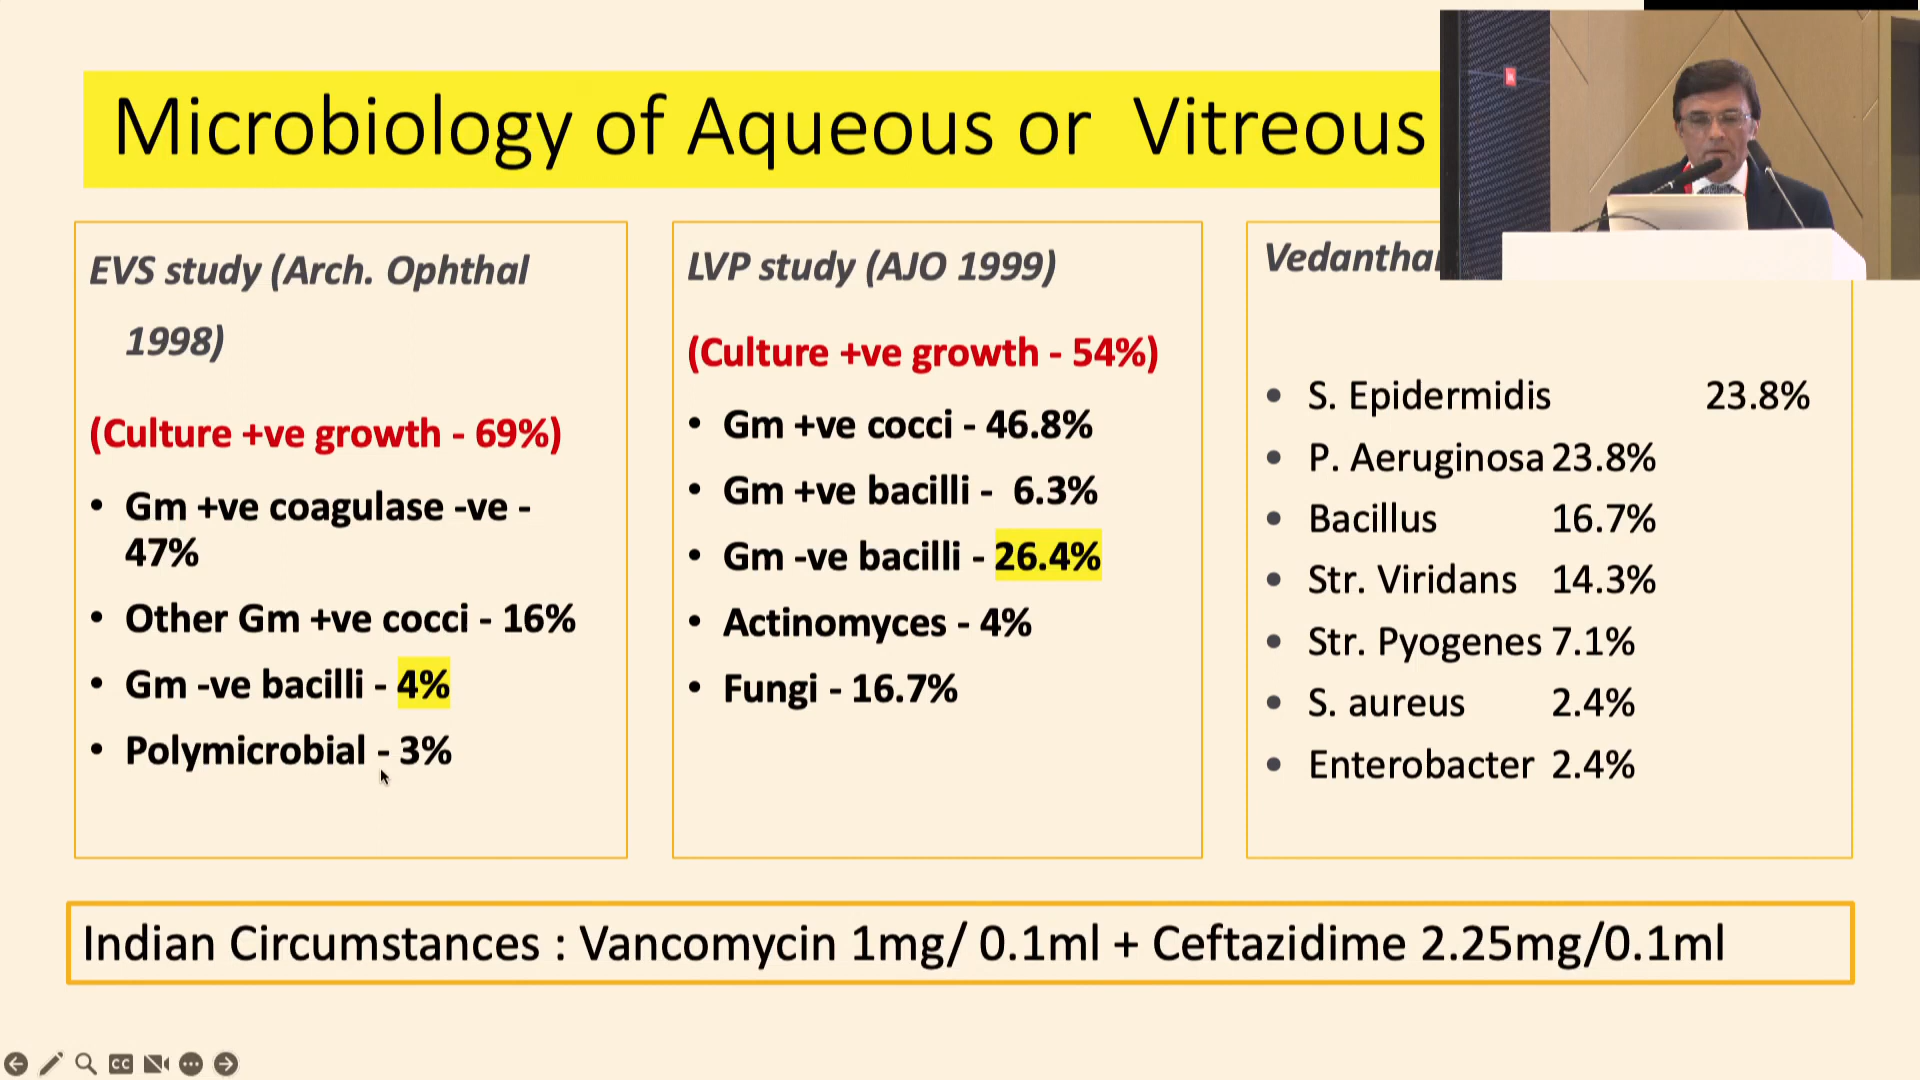 Microbiology of Aqueous or Vitreous
EVS study (Arch. Ophthal
1998)
(Culture +ve growth - 69%)
• Gm +ve coagulase -ve -
47%
• Other Gm +ve cocci - 16%
• Gm -ve bacilli - 4%
• Polymicrobial - 3%
LVP study (AJO 1999)
(Culture +ve growth - 54%)
• Gm +ve cocci - 46.8%
• Gm +ve bacilli - 6.3%
• Gm -ve bacilli - 26.4%
• Actinomyces - 4%
• Fungi - 16.7%
• S. Epidermidis 23.8%
• P. Aeruginosa 23.8%
• Bacillus 16.7%
• Str. Viridans 14.3%
• Str. Pyogenes 7.1%
• S. aureus 2.4%
• Enterobacter 2.4%
Indian Circumstances : Vancomycin 1mg/ 0.1ml + Ceftazidime 2.25mg/0.1ml
CC